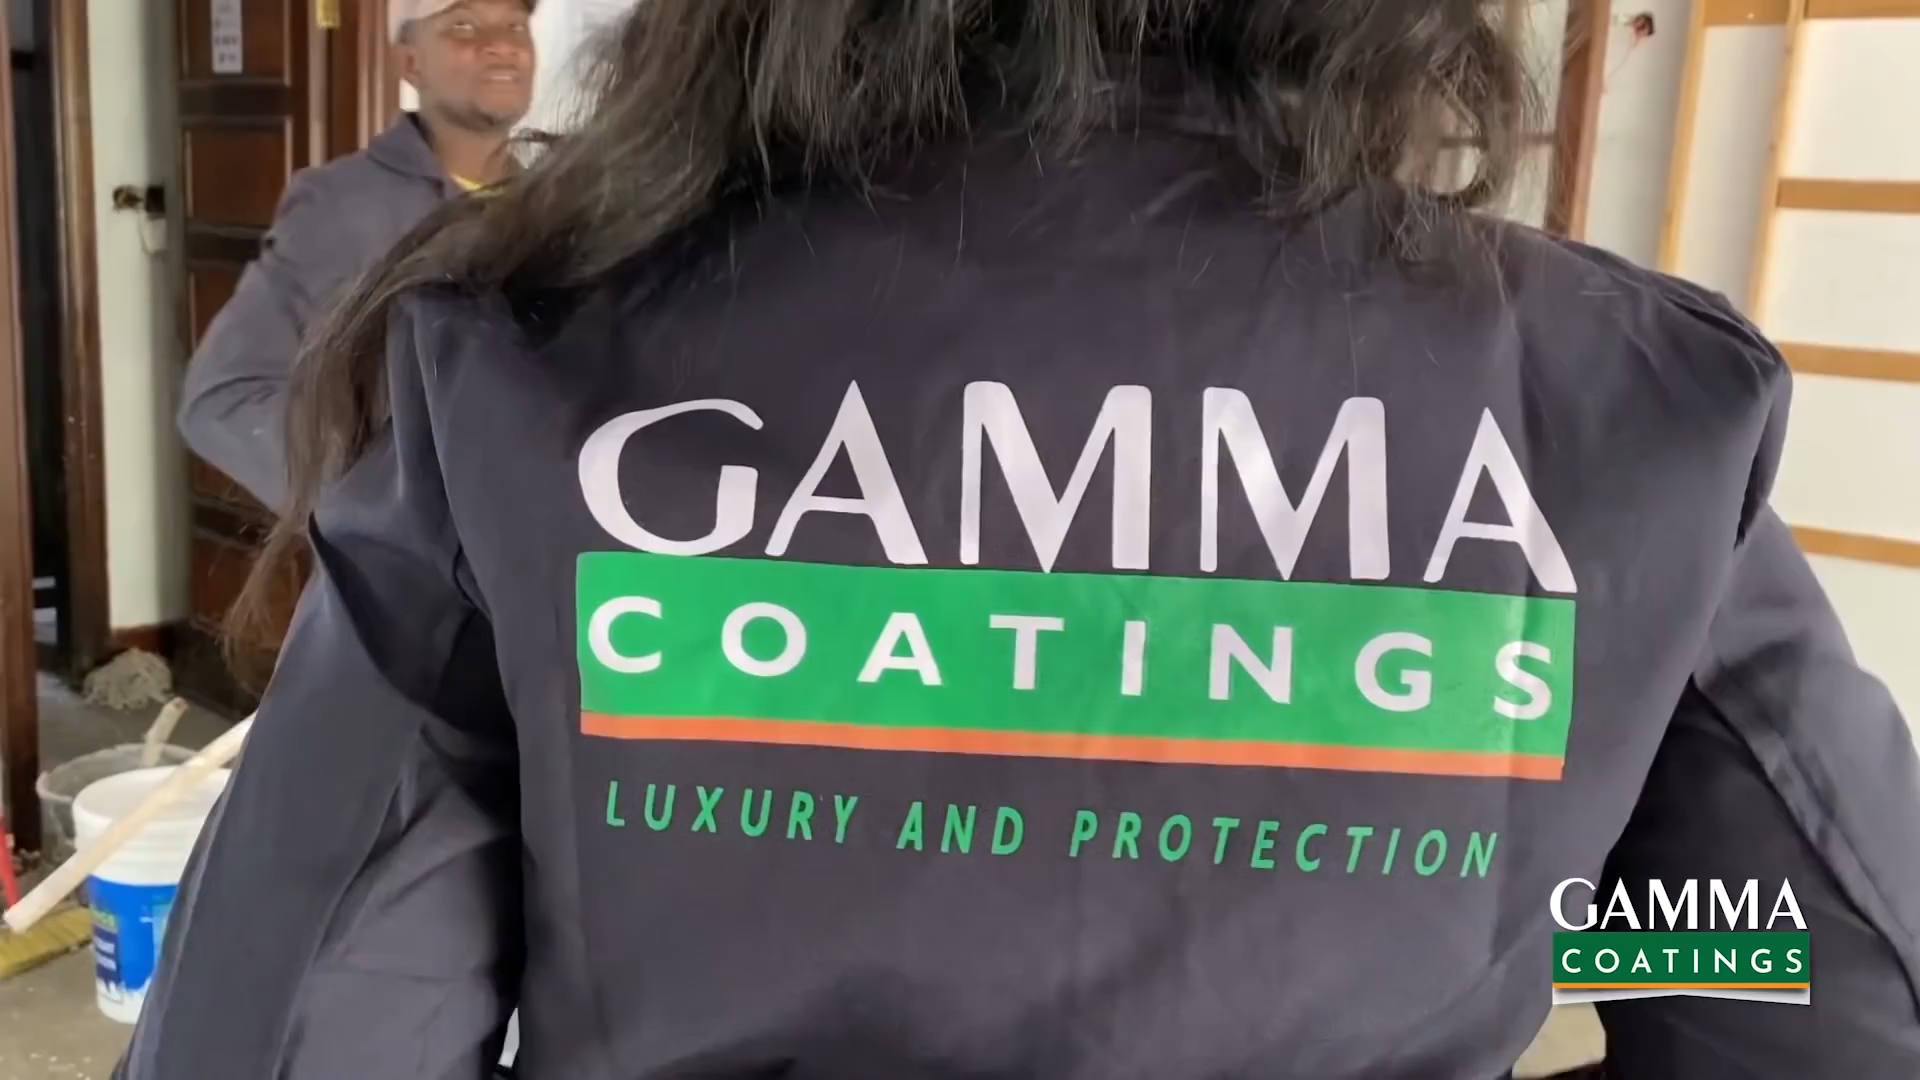 GAMMA
COATINGS
LUXURY AND PROTECTION
GAMMA
COATINGS